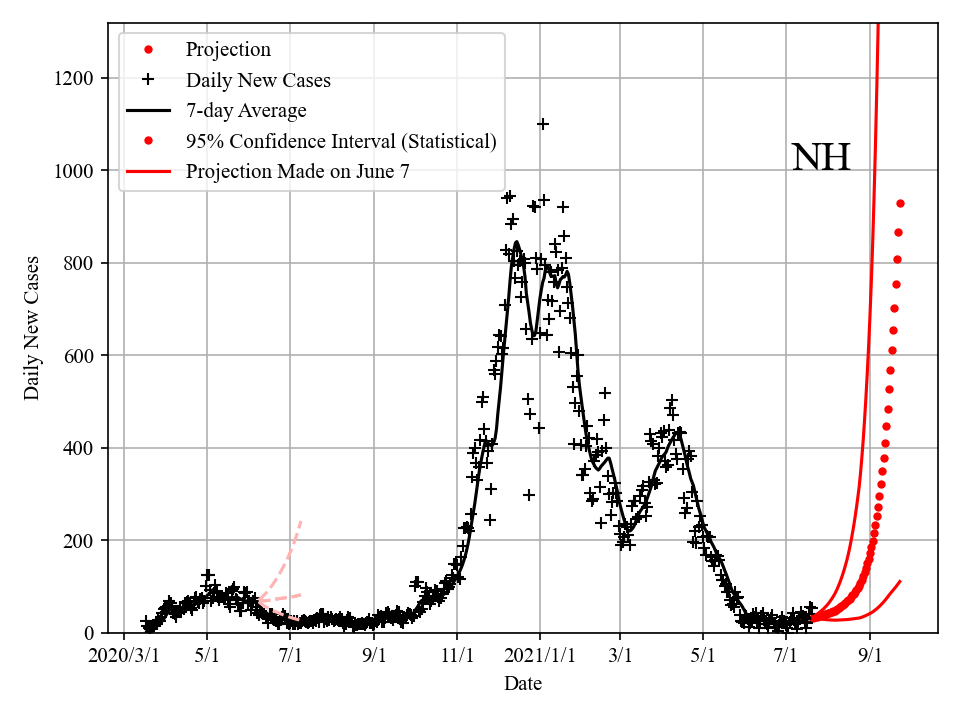 Projection
Daily New Cases
7-day Average
95% Confidence Interval (Statistical)
Projection Made on June 7
NH
1200
1000
800
600
400
200
0
Daily New Cases
2020/3/1 5/1 7/1 9/1 11/1 2021/1/1 3/1 5/1 7/1 9/1
Date